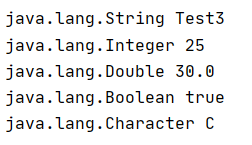 java.lang.String Test3
java.lang.Integer 25
java.lang.Double 30.0
java.lang.Boolean true
java.lang.Character C